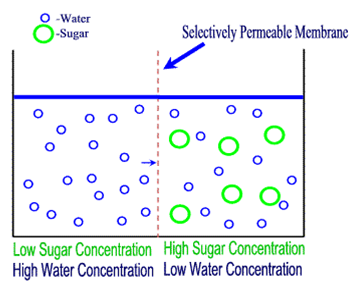 -Water
-Sugar
Selectively Permeable Membrane
Low Sugar Concentration
High Water Concentration
High Sugar Concentration
Low Water Concentration